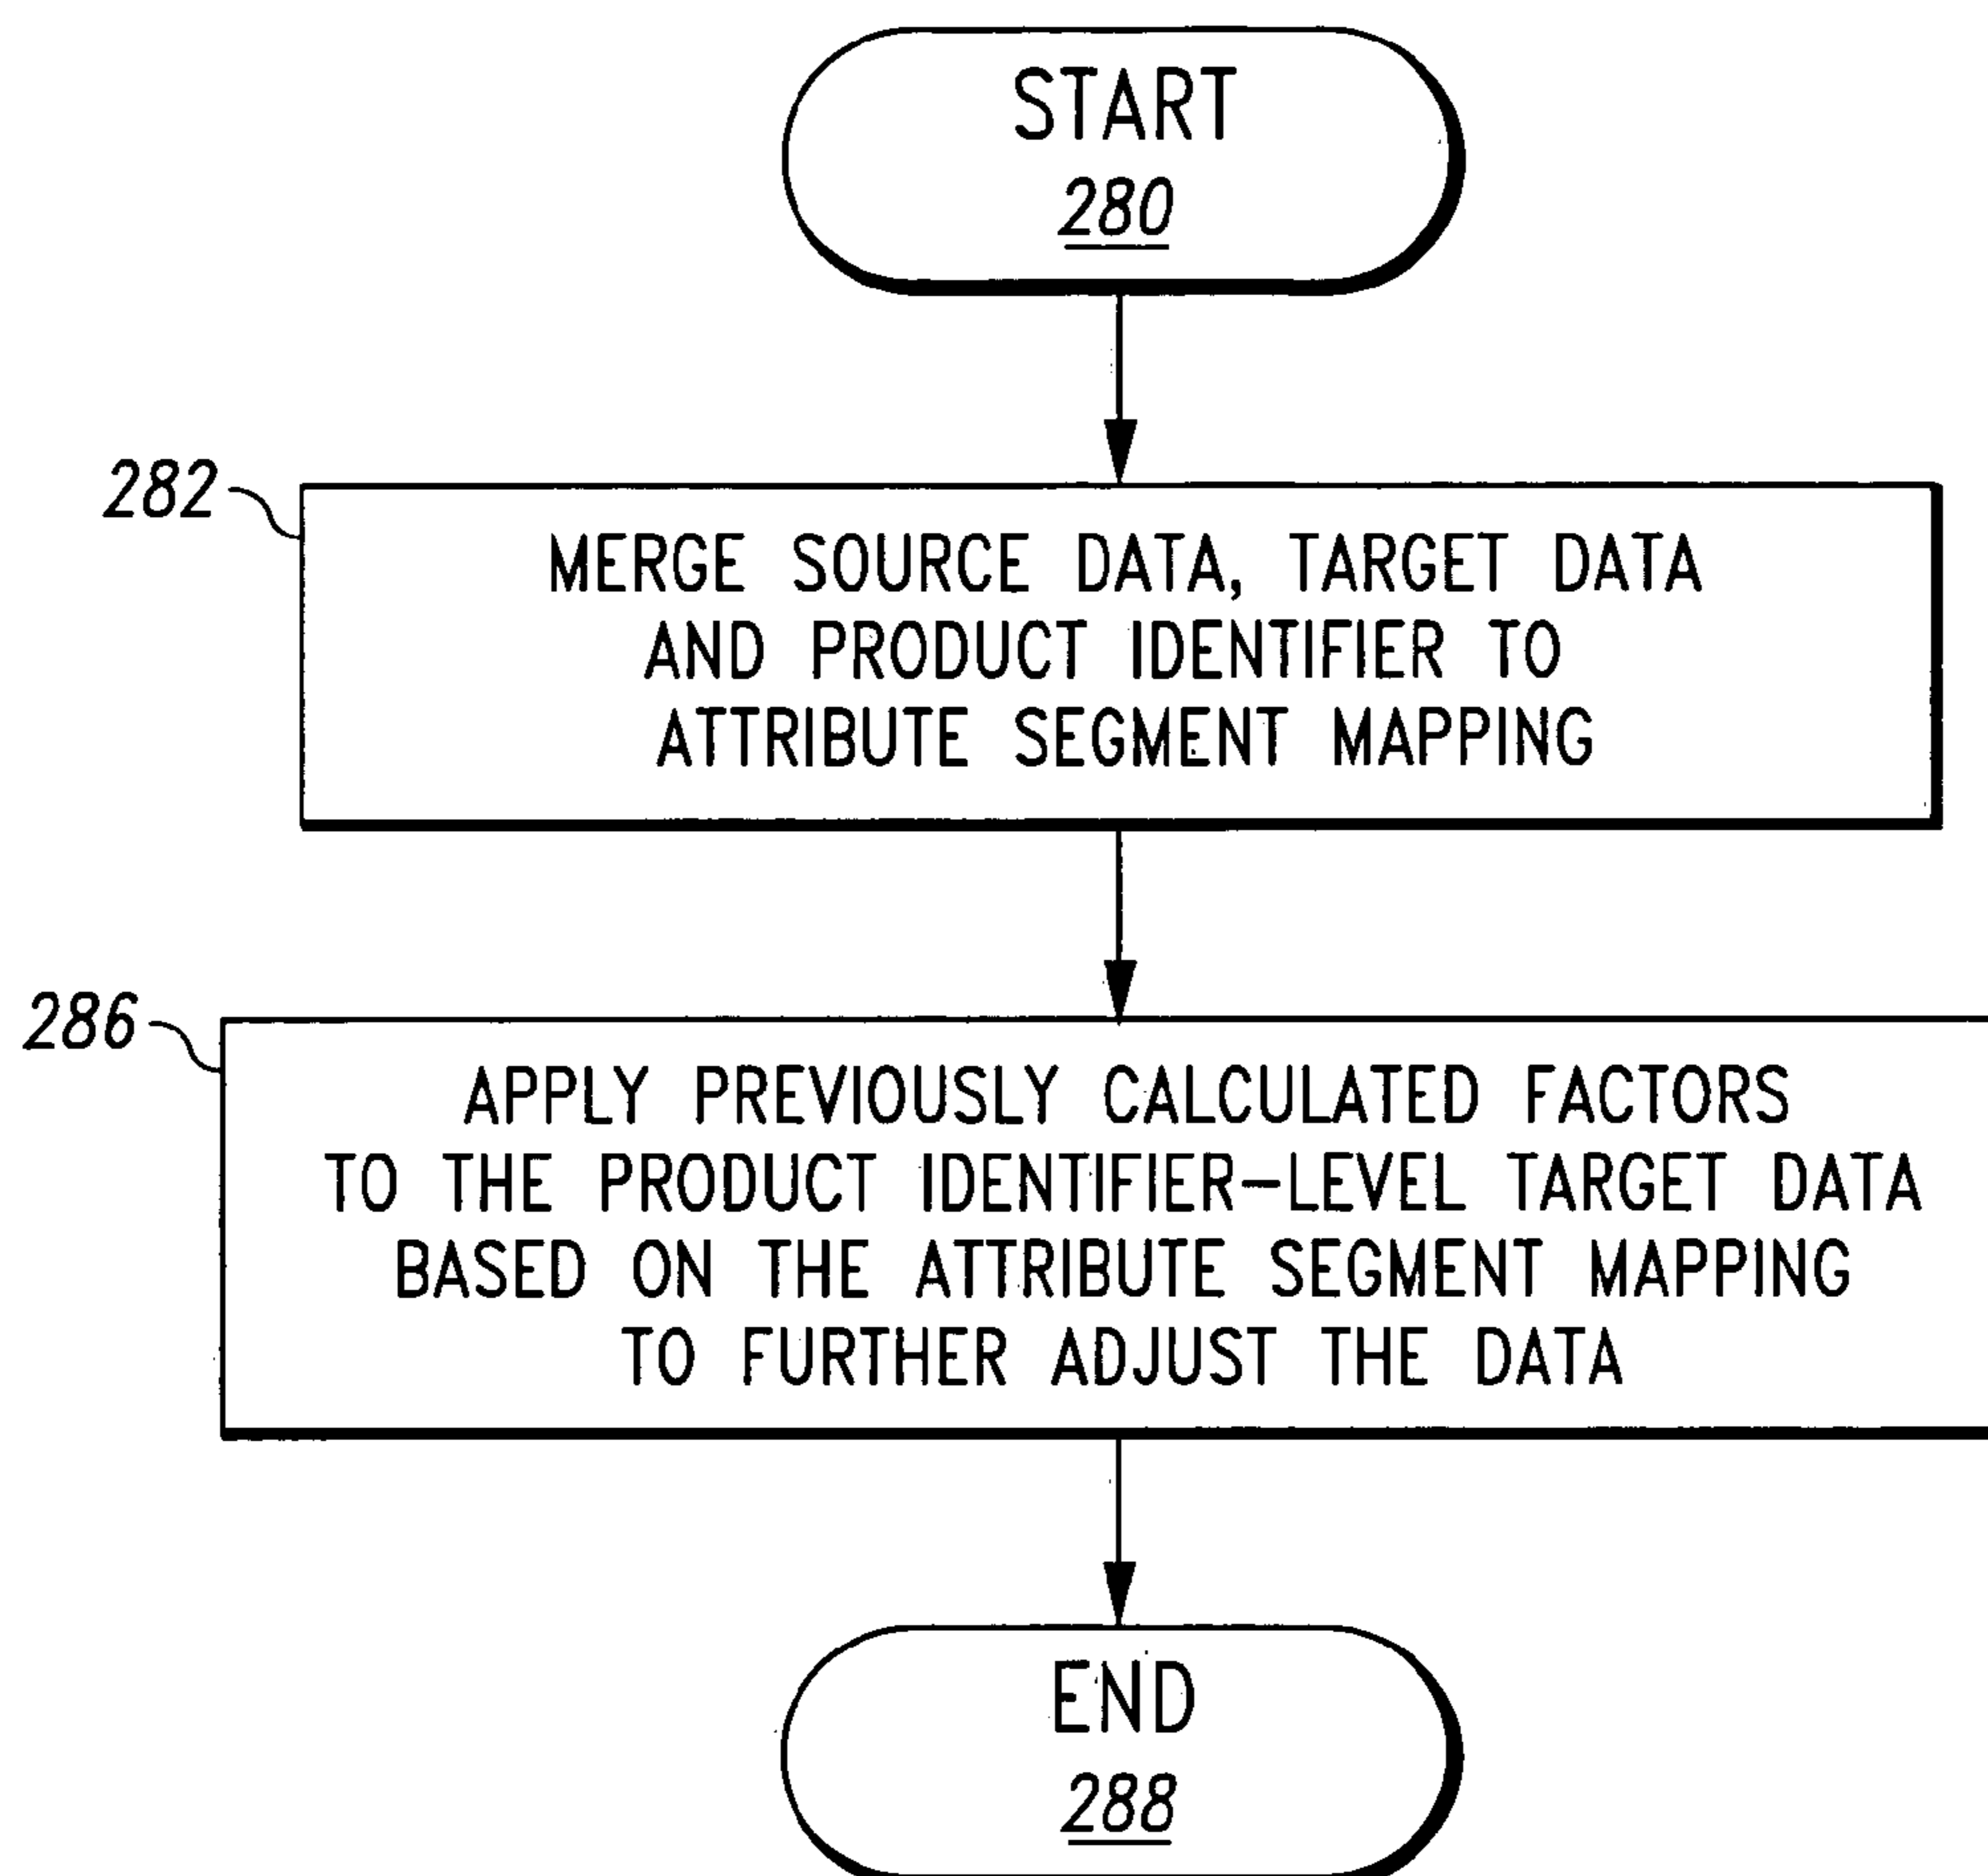 START
280
282
MERGE SOURCE DATA, TARGET DATA
AND PRODUCT IDENTIFIER TO
ATTRIBUTE SEGMENT MAPPING
286
APPLY PREVIOUSLY CALCULATED FACTORS
TO THE PRODUCT IDENTIFIER-LEVEL TARGET DATA
BASED ON THE ATTRIBUTE SEGMENT MAPPING
TO FURTHER ADJUST THE DATA
END
288